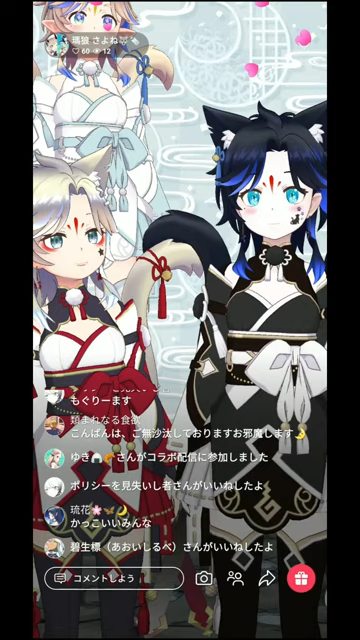 瑪狼 さよね
60 12
もぐりーます
類まれなる食欲
こんばんは、ご無沙汰しておりますお邪魔します🌙
ゆきさんがコラボ配信に参加しました
ポリシーを見失いし者さんがいいねしたよ
琉花🌸🦋🌙
かっこいいみんな
碧生標（あおいしるべ）さんがいいねしたよ
コメントしよう